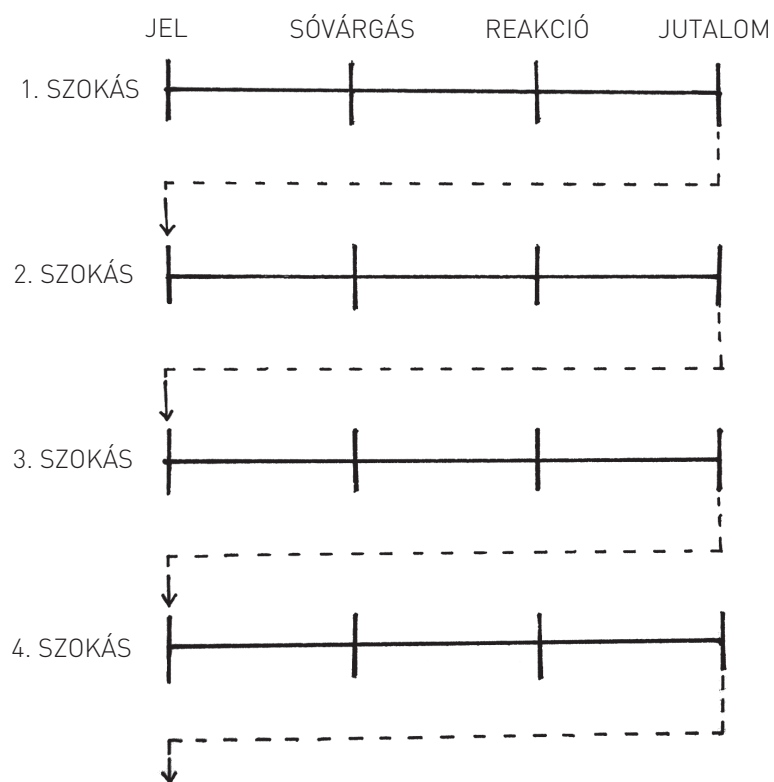 JEL SÓVÁRGÁS REAKCIÓ JUTALOM
1. SZOKÁS
2. SZOKÁS
3. SZOKÁS
4. SZOKÁS